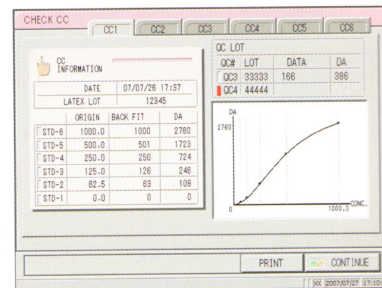 CHECK CC
CC1 CC2 CC3 CC4 CC5 CC6
CC
INFORMATION
DATE 07/07/26 17:37
LATEX LOT 12345
ORIGIN BACK FIT DA
STD-6 1000.0 1000 2760
STD-5 500.0 501 1723
STD-4 250.0 250 724
STD-3 125.0 126 246
STD-2 62.5 63 108
STD-1 0.0 0 0
QC LOT
QC# LOT DATA DA
QC3 33333 166 386
QC4 44444
DA
2760
0 1000.0 CONC.
PRINT CONTINUE
XX 2007/07/27 17:10